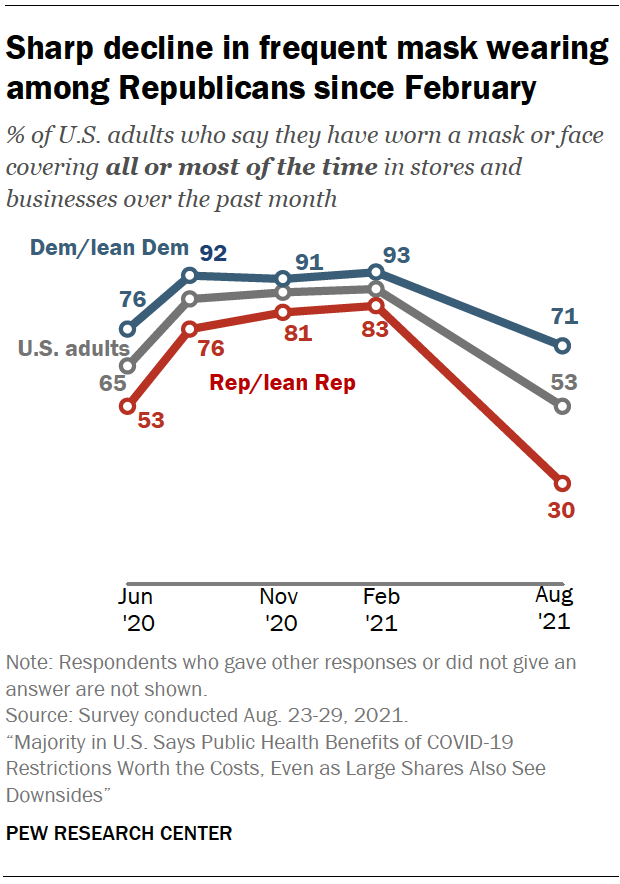 Sharp decline in frequent mask wearing
among Republicans since February
% of U.S. adults who say they have worn a mask or face
covering all or most of the time in stores and
businesses over the past month
Dem/lean Dem
92
91
93
76
71
U.S. adults
65
53
76
81
83
53
Rep/lean Rep
30
Jun '20
Nov '20
Feb '21
Aug '21
Note: Respondents who gave other responses or did not give an
answer are not shown.
Source: Survey conducted Aug. 23-29, 2021.
“Majority in U.S. Says Public Health Benefits of COVID-19
Restrictions Worth the Costs, Even as Large Shares Also See
Downsides”
PEW RESEARCH CENTER